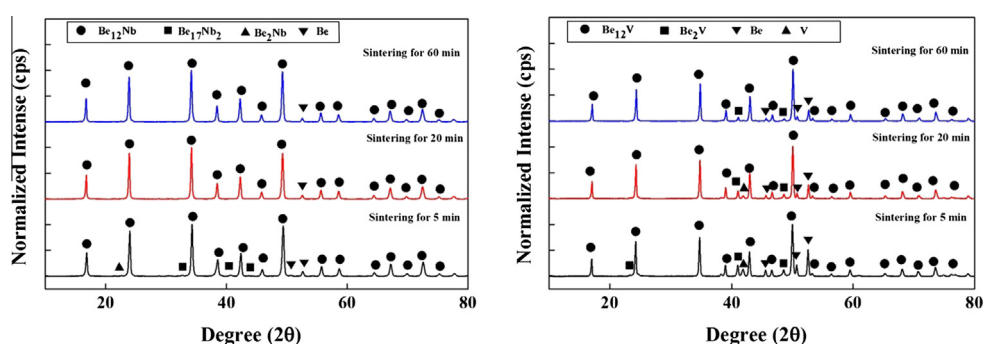 ● Be₁₂Nb ■ Be₁₇Nb₂ ▲ Be₂Nb ▼ Be
Sintering for 60 min
Sintering for 20 min
Sintering for 5 min
Normalized Intense (cps)
20 40 60 80
Degree (2θ)
● Be₁₂V ■ Be₂V ▼ Be ▲ V
Sintering for 60 min
Sintering for 20 min
Sintering for 5 min
Normalized Intense (cps)
20 40 60 80
Degree (2θ)